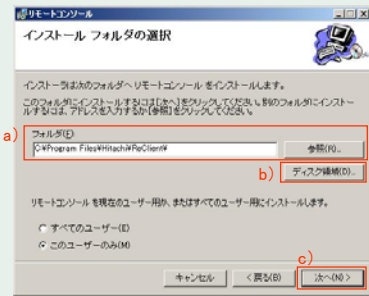 リモートコンソール
インストール フォルダの選択
インストーラは次のフォルダへ リモートコンソール をインストールします。
このフォルダにインストールするには[次へ]をクリックしてください。別のフォルダにインストールするには、アドレスを入力するか[参照]をクリックしてください。
a)
フォルダ(F):
C:¥Program Files¥Hitachi¥ReClient¥
参照(R)...
b)
ディスク領域(D)...
リモートコンソール を現在のユーザー用か、またはすべてのユーザー用にインストールします。
すべてのユーザー(E)
このユーザーのみ(M)
c)
キャンセル
< 戻る(B)
次へ(N) >